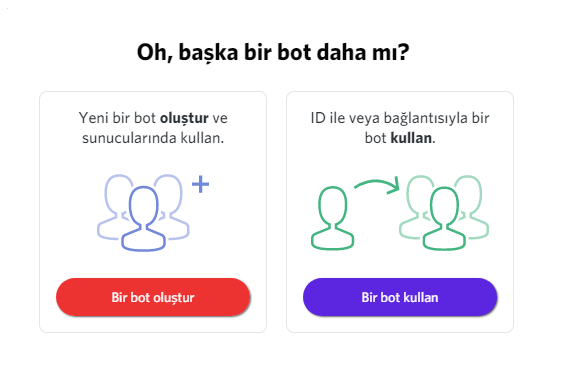 Oh, başka bir bot daha mı?
Yeni bir bot oluştur ve
sunucularında kullan.
ID ile veya bağlantısıyla bir
bot kullan.
Bir bot oluştur
Bir bot kullan